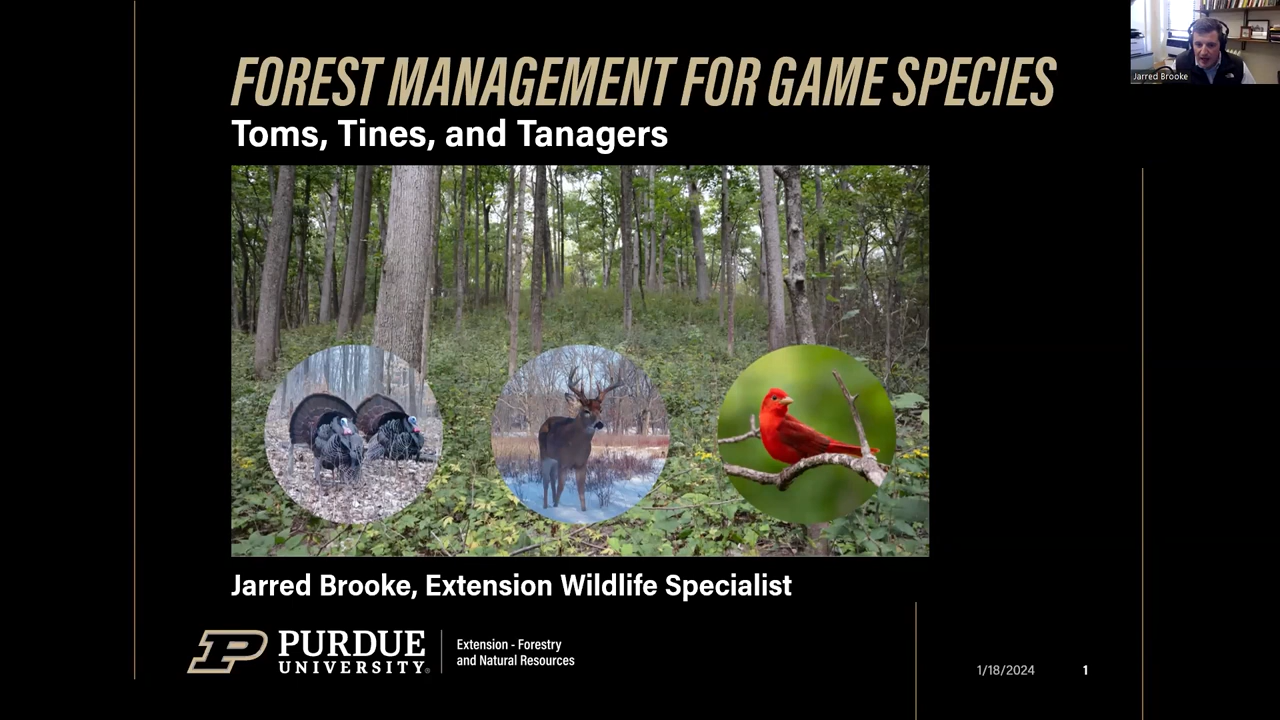 FOREST MANAGEMENT FOR GAME SPECIES
Toms, Tines, and Tanagers
Jarred Brooke
Jarred Brooke, Extension Wildlife Specialist
PURDUE
UNIVERSITY®
Extension - Forestry
and Natural Resources
1/18/2024
1